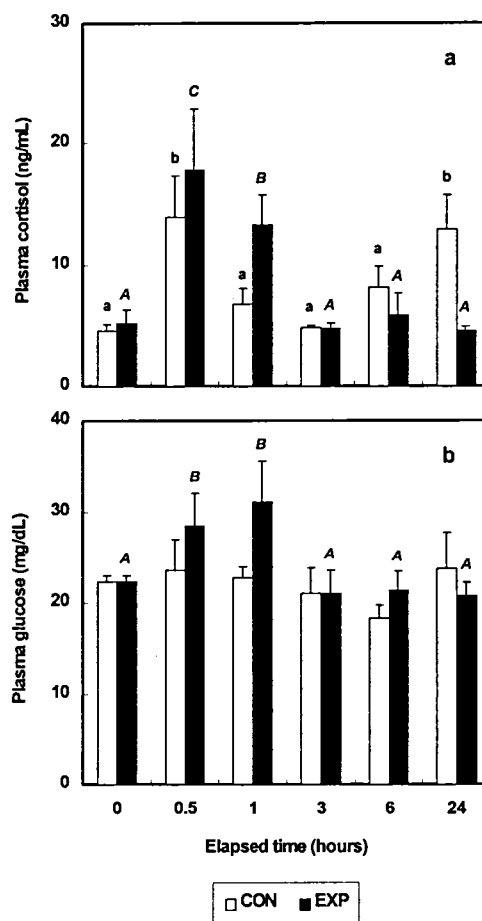 30
20
10
0
Plasma cortisol (ng/mL)
a
C
b
b
B
a
a
A
a
A
a
A
A
40
30
20
10
0
Plasma glucose (mg/dL)
b
B
B
A
A
A
A
0 0.5 1 3 6 24
Elapsed time (hours)
CON EXP